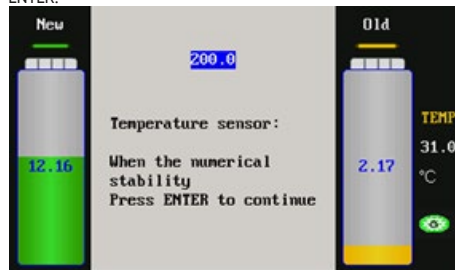 ENTER.
New
Old
200.0
Temperature sensor:
TEMP
31.0
12.16
When the numerical
2.17
°C
stability
Press ENTER to continue